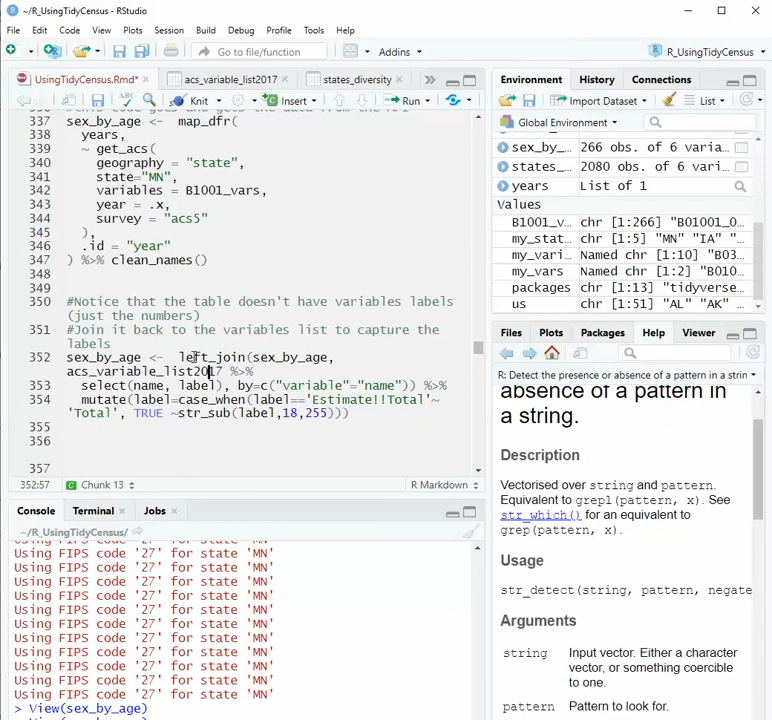 R_UsingTidyCensus - RStudio
File Edit Code View Plots Session Build Debug Profile Tools Help
Go to file/function Addins R_UsingTidyCensus
UsingTidyCensus.Rmd* acs_variable_list2017 states_diversity
Knit Insert Run
337 sex_by_age <- map_dfr(
338 years,
339 ~ get_acs(
340 geography = "state",
341 state="MN",
342 variables = B1001_vars,
343 year = .x,
344 survey = "acs5"
345 ),
346 .id = "year"
347 ) %>% clean_names()
348
349
350 #Notice that the table doesn't have variables labels
(just the numbers)
351 #Join it back to the variables list to capture the
labels
352 sex_by_age <- left_join(sex_by_age,
acs_variable_list2017 %>%
353 select(name, label), by=c("variable"="name")) %>%
354 mutate(label=case_when(label=='Estimate!!Total'~
'Total', TRUE ~str_sub(label,18,255)))
355
356
357
352:57 Chunk 13 R Markdown
Console Terminal Jobs
~/R_UsingTidyCensus/
Using FIPS code '27' for state 'MN'
Using FIPS code '27' for state 'MN'
Using FIPS code '27' for state 'MN'
Using FIPS code '27' for state 'MN'
Using FIPS code '27' for state 'MN'
Using FIPS code '27' for state 'MN'
Using FIPS code '27' for state 'MN'
Using FIPS code '27' for state 'MN'
Using FIPS code '27' for state 'MN'
Using FIPS code '27' for state 'MN'
Using FIPS code '27' for state 'MN'
> View(sex_by_age)
Environment History Connections
Import Dataset List
Global Environment
sex_by_… 266 obs. of 6 varia…
states_… 2080 obs. of 6 vari…
years List of 1
Values
B1001_v… chr [1:266] "B01001_0…
my_stat… chr [1:5] "MN" "IA" "…
my_vari… Named chr [1:10] "B03…
my_vars Named chr [1:2] "B010…
packages chr [1:13] "tidyverse…
us chr [1:51] "AL" "AK" …
Files Plots Packages Help Viewer
R: Detect the presence or absence of a pattern in a strin
absence of a pattern in
a string.
Description
Vectorised over string and pattern.
Equivalent to grepl(pattern, x). See
str_which() for an equivalent to
grep(pattern, x).
Usage
str_detect(string, pattern, negate
Arguments
string Input vector. Either a character
vector, or something coercible
to one.
pattern Pattern to look for.